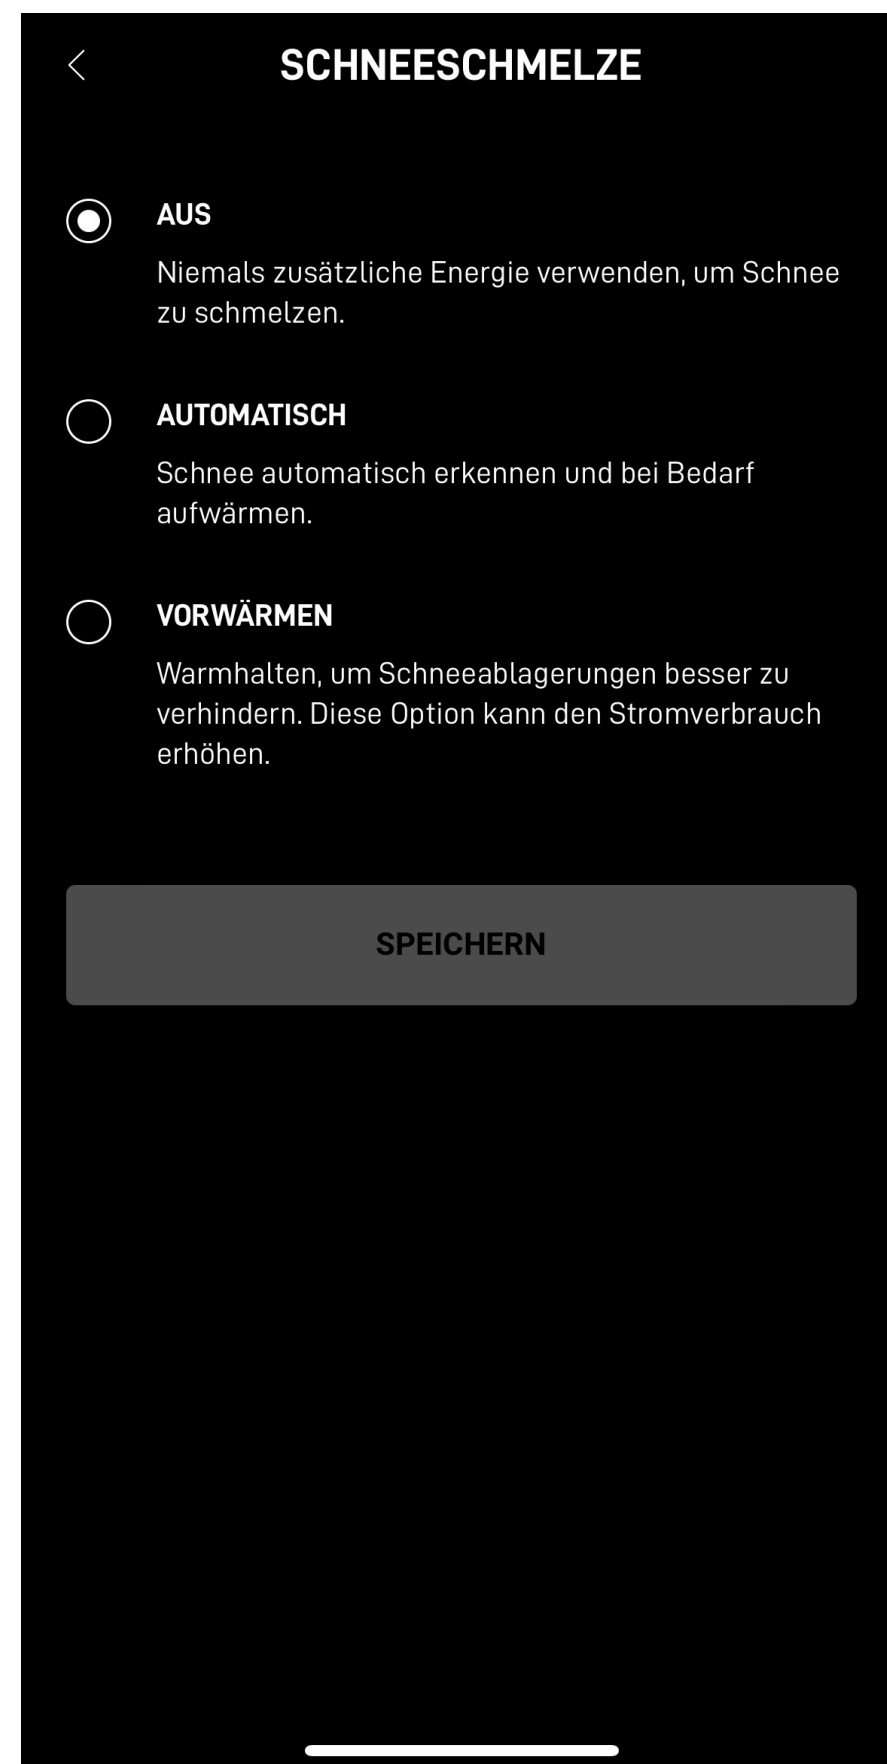 SCHNEESCHMELZE
AUS
Niemals zusätzliche Energie verwenden, um Schnee
zu schmelzen.
AUTOMATISCH
Schnee automatisch erkennen und bei Bedarf
aufwärmen.
VORWÄRMEN
Warmhalten, um Schneeablagerungen besser zu
verhindern. Diese Option kann den Stromverbrauch
erhöhen.
SPEICHERN